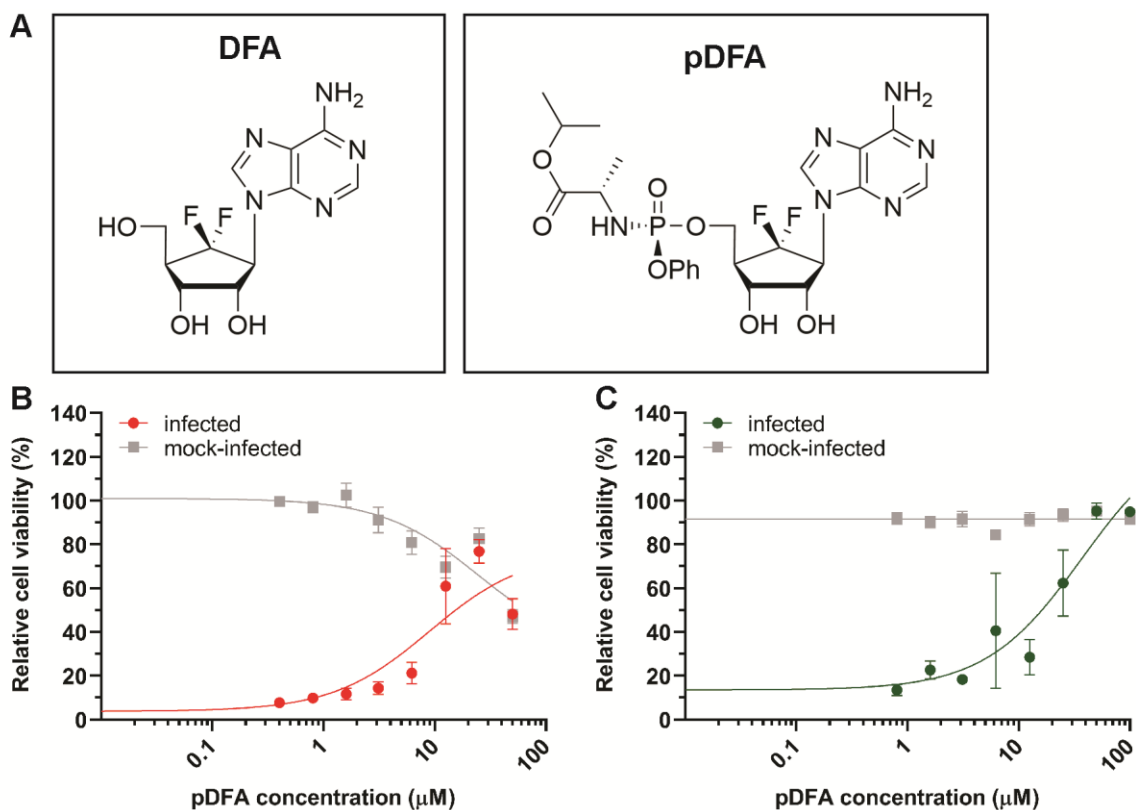 A
DFA
NH2
N
N
N
N
F
F
HO
OH
OH
pDFA
NH2
N
N
N
N
O
O
O
HN
P
O
OPh
F
F
OH
OH
B
infected
mock-infected
Relative cell viability (%)
140
120
100
80
60
40
20
0
0.1
1
10
100
pDFA concentration (μM)
C
infected
mock-infected
Relative cell viability (%)
140
120
100
80
60
40
20
0
0.1
1
10
100
pDFA concentration (μM)